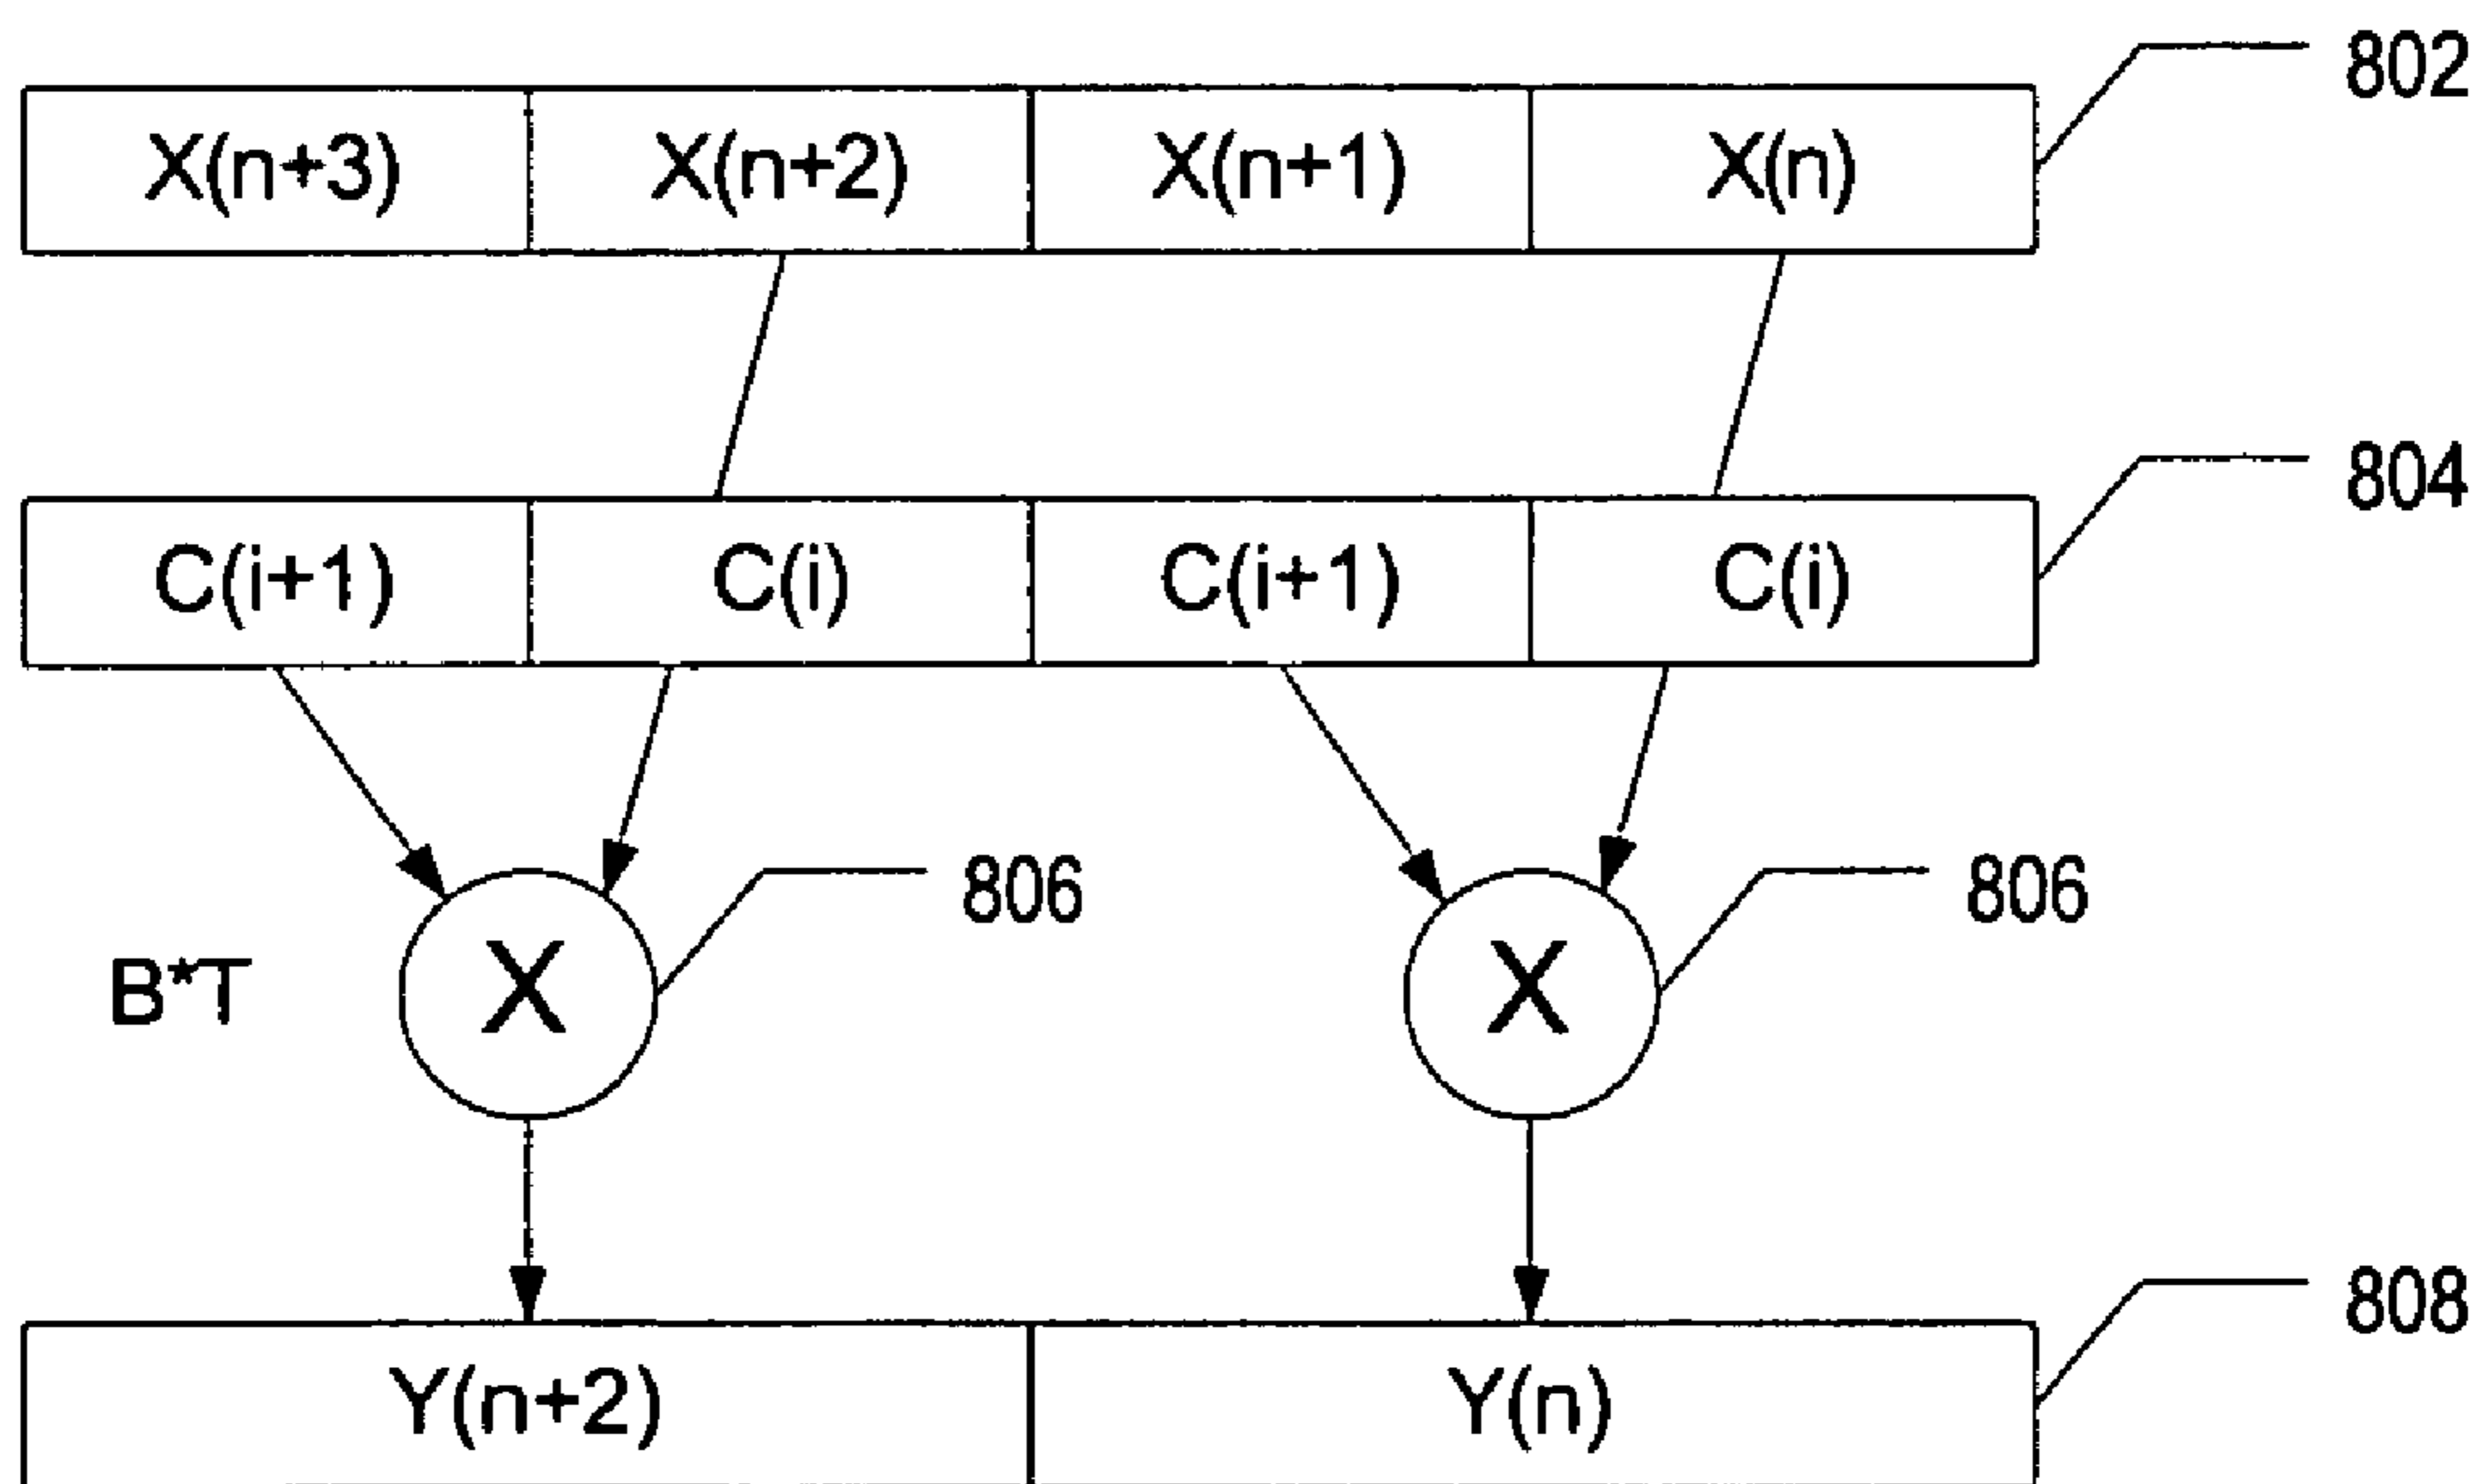 802
X(n+3) X(n+2) X(n+1) X(n)
804
C(i+1) C(i) C(i+1) C(i)
806 806
B*T X X
808
Y(n+2) Y(n)